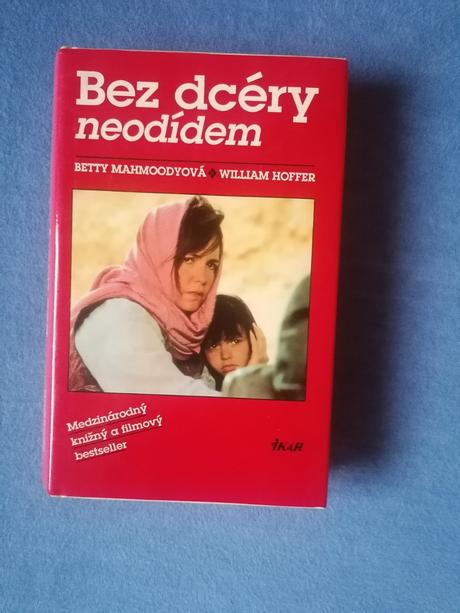 Bez dcéry
neodídem
BETTY MAHMOODYOVÁ ❖ WILLIAM HOFFER
Medzinárodný
knižný a filmový
bestseller
IKAR